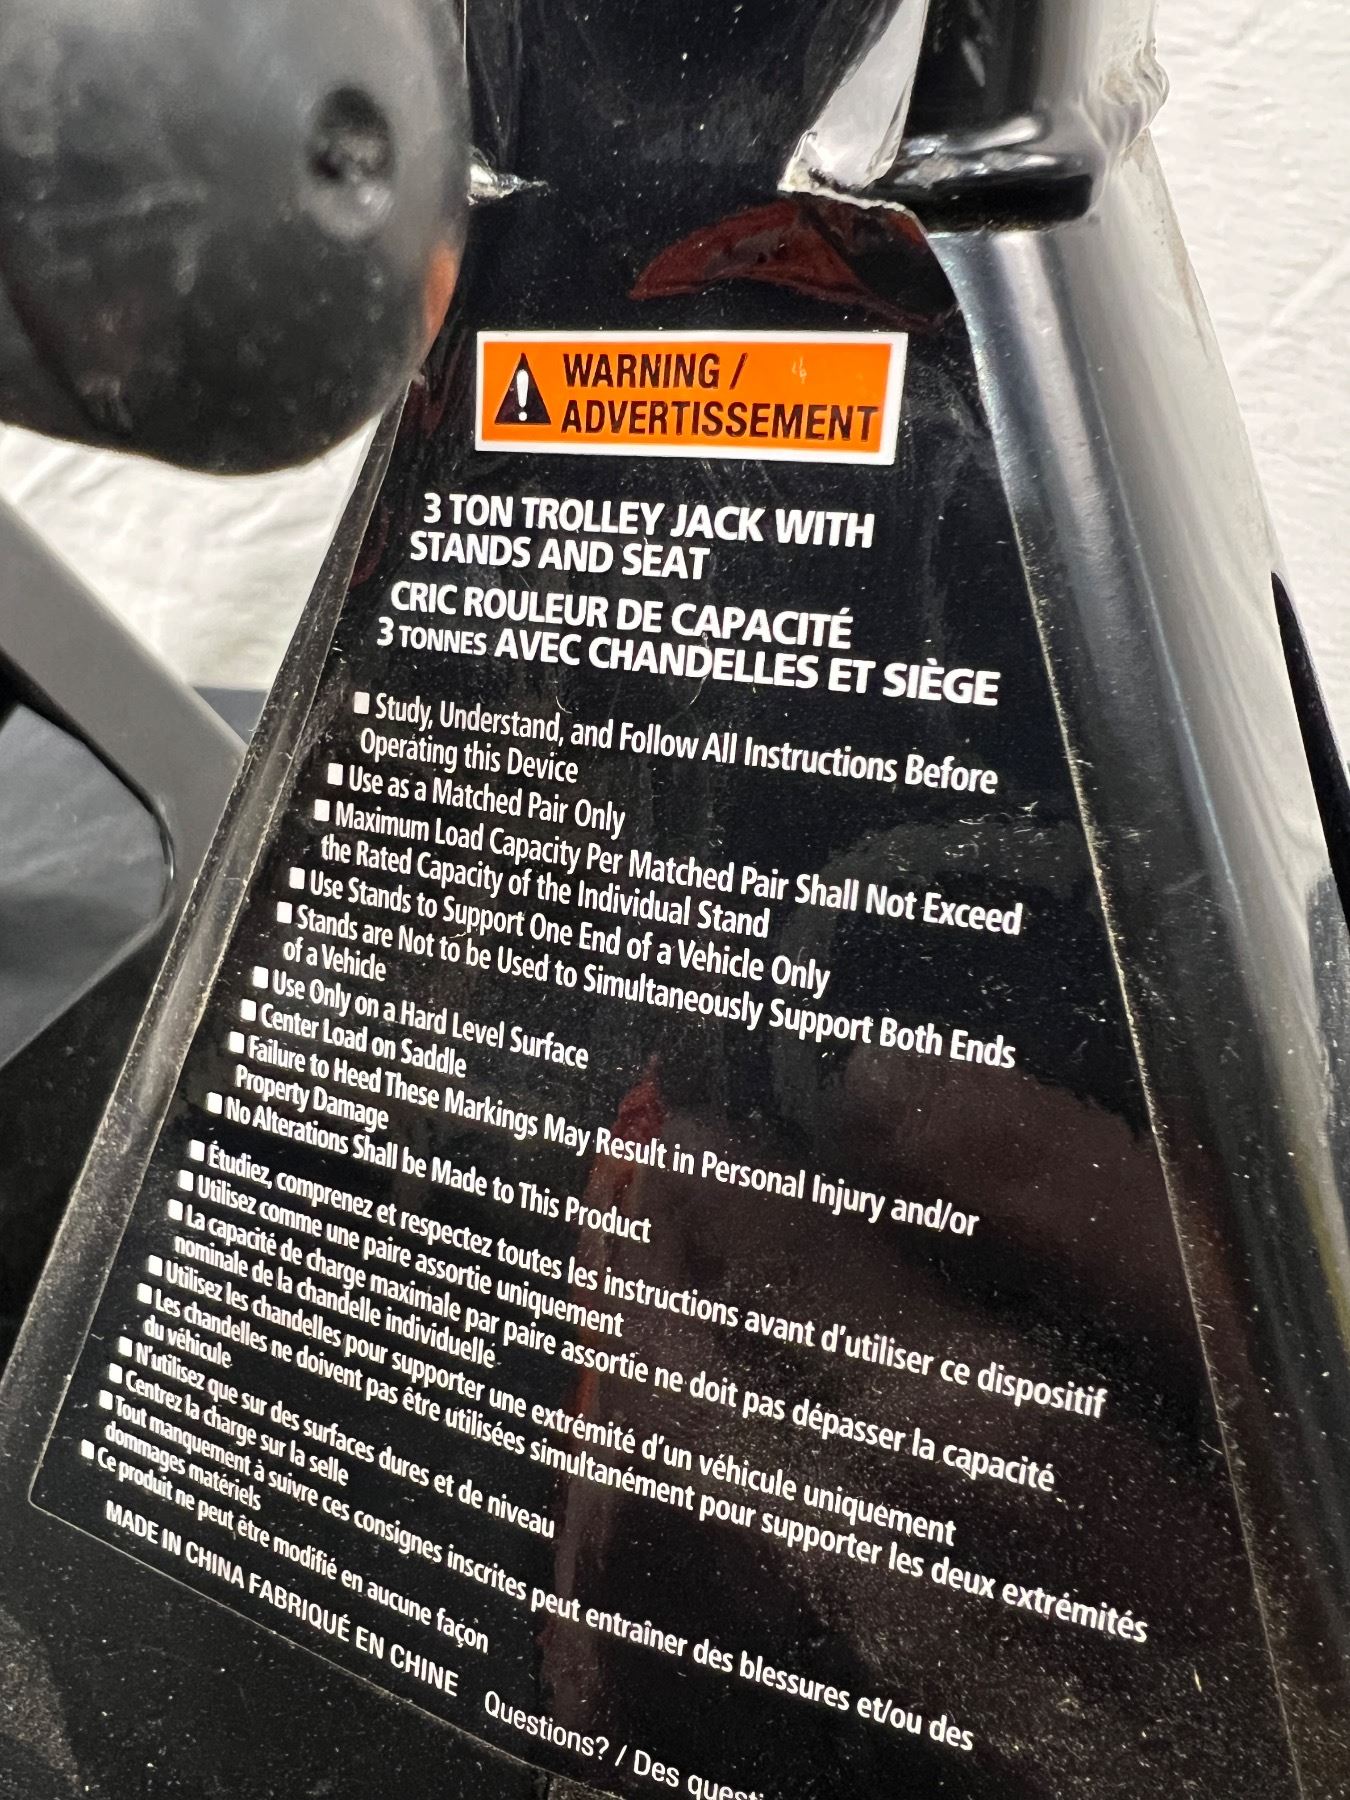 WARNING /
ADVERTISSEMENT
3 TON TROLLEY JACK WITH
STANDS AND SEAT
CRIC ROULEUR DE CAPACITÉ
3 TONNES AVEC CHANDELLES ET SIÈGE
■ Study, Understand, and Follow All Instructions Before
Operating this Device
■ Use as a Matched Pair Only
■ Maximum Load Capacity Per Matched Pair Shall Not Exceed
the Rated Capacity of the Individual Stand
■ Use Stands to Support One End of a Vehicle Only
■ Stands are Not to be Used to Simultaneously Support Both Ends
of a Vehicle
■ Use Only on a Hard Level Surface
■ Center Load on Saddle
■ Failure to Heed These Markings May Result in Personal Injury and/or
Property Damage
■ No Alterations Shall be Made to This Product
■ Étudiez, comprenez et respectez toutes les instructions avant d'utiliser ce dispositif
■ Utilisez comme une paire assortie uniquement
■ La capacité de charge maximale par paire assortie ne doit pas dépasser la capacité
nominale de la chandelle individuelle
■ Utilisez les chandelles pour supporter une extrémité d'un véhicule uniquement
■ Les chandelles ne doivent pas être utilisées simultanément pour supporter les deux extrémités
du véhicule
■ N'utilisez que sur des surfaces dures et de niveau
■ Centrez la charge sur la selle
■ Tout manquement à suivre ces consignes inscrites peut entraîner des blessures et/ou des
dommages matériels
■ Ce produit ne peut être modifié en aucune façon
MADE IN CHINA FABRIQUÉ EN CHINE Questions? / Des questi